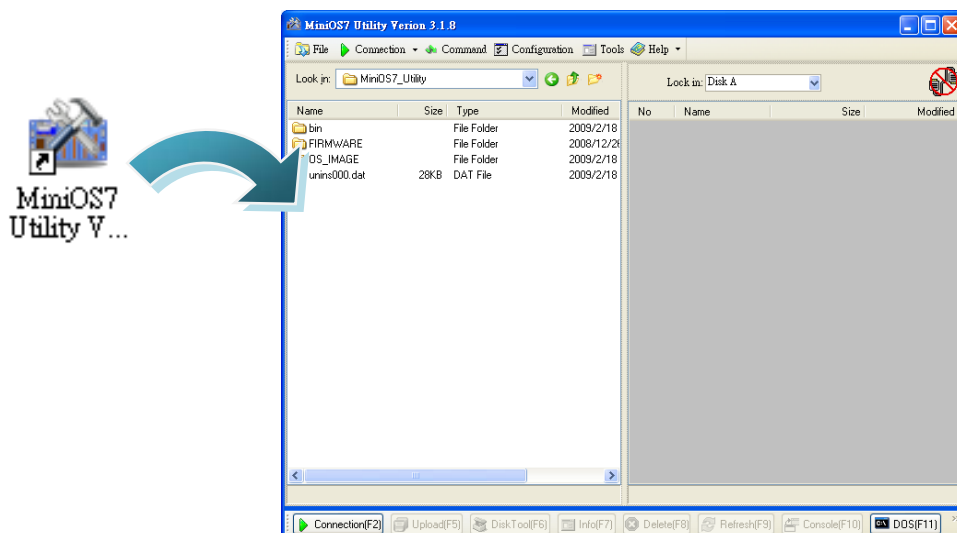 MiniOS7
Utility V...
MiniOS7 Utility Verion 3.1.8
File Connection Command Configuration Tools Help
Look in: MiniOS7_Utility
Name Size Type Modified
bin File Folder 2009/2/18
FIRMWARE File Folder 2008/12/2
OS_IMAGE File Folder 2009/2/18
unins000.dat 28KB DAT File 2009/2/18
Lock in: Disk A
No Name Size Modified
Connection(F2) Upload(F5) DiskTool(F6) Info(F7) Delete(F8) Refresh(F9) Console(F10) DOS(F11)